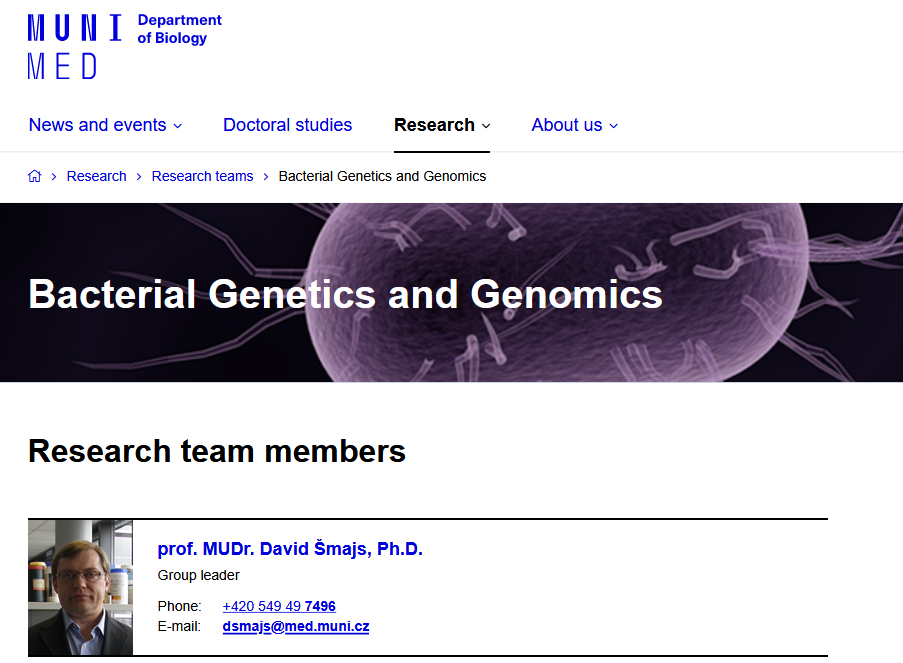 MUNI Department
MED of Biology
News and events Doctoral studies Research About us
Research Research teams Bacterial Genetics and Genomics
Bacterial Genetics and Genomics
Research team members
prof. MUDr. David Šmajs, Ph.D.
Group leader
Phone: +420 549 49 7496
E-mail: dsmajs@med.muni.cz